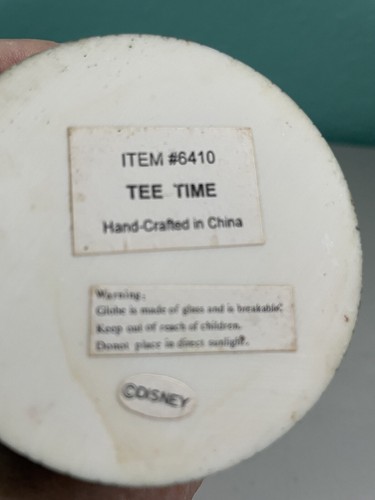 ITEM #6410
TEE TIME
Hand-Crafted in China
Warning:
Globe is made of glass and is breakable.
Keep out of reach of children.
Donot place in direct sunlight.
©DISNEY